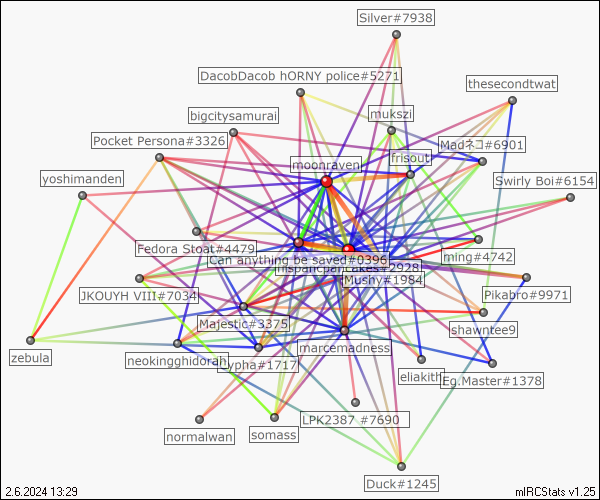 Silver#7938
DacobDacob hORNY police#5271
thesecondtwat
bigcitysamurai
mukszi
Pocket Persona#3326
Madネコ#6901
moonraven
frisout
yoshimanden
Swirly Boi#6154
Fedora Stoat#4479
ming#4742
Can anything be saved#0396
hispanicpancakes#2928
Mushy#1984
JKOUYH VIII#7034
Pikabro#9971
Majestic#3375
shawntee9
marcemadness
zebula
neokingghidorah
Typha#1717
eliakith
Eg.Master#1378
LPK2387 #7690
normalwan
somass
Duck#1245
2.6.2024 13:29
mIRCStats v1.25